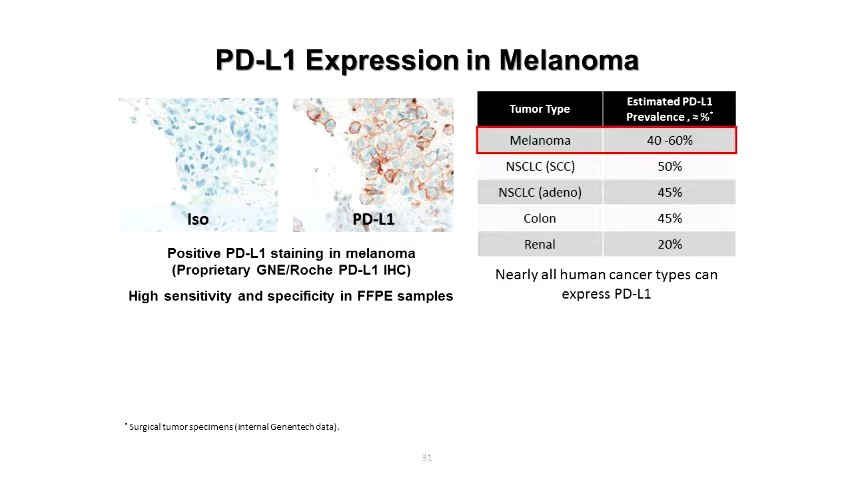 PD-L1 Expression in Melanoma
Iso
PD-L1
Positive PD-L1 staining in melanoma
(Proprietary GNE/Roche PD-L1 IHC)
High sensitivity and specificity in FFPE samples
Tumor Type
Estimated PD-L1
Prevalence , ≈ %*
Melanoma 40 -60%
NSCLC (SCC) 50%
NSCLC (adeno) 45%
Colon 45%
Renal 20%
Nearly all human cancer types can
express PD-L1
* Surgical tumor specimens (internal Genentech data).
31